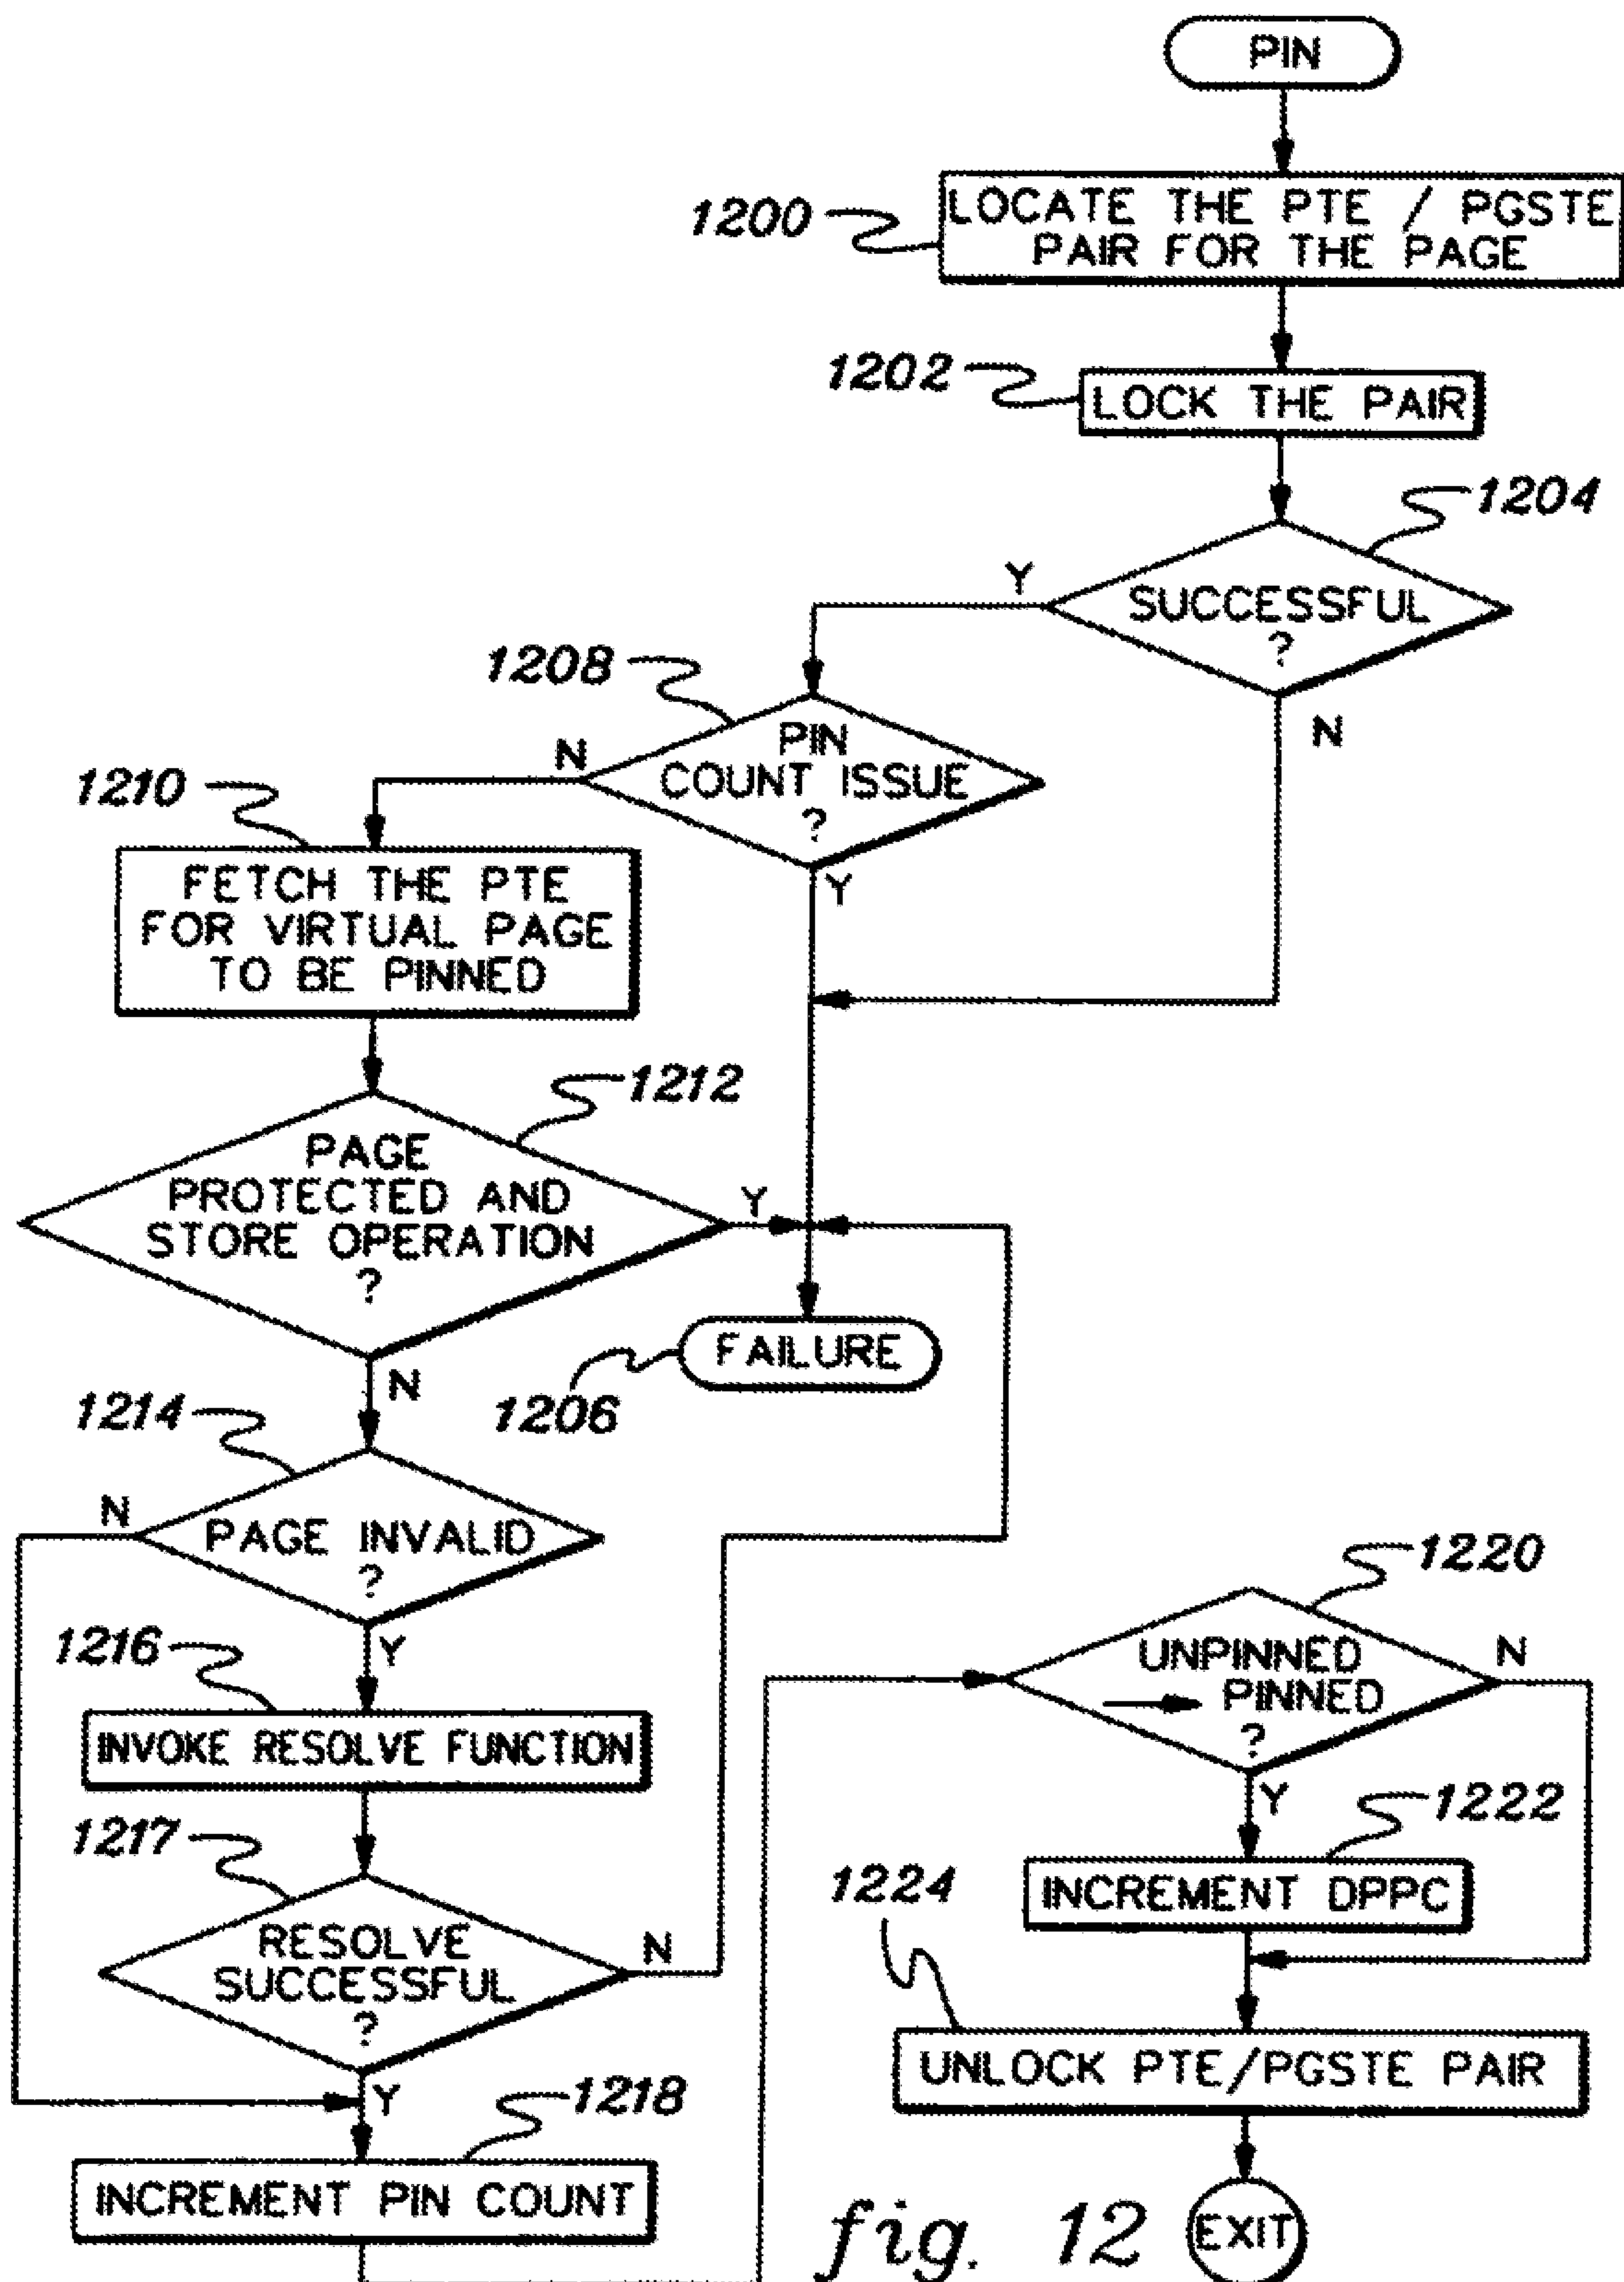 PIN
1200
LOCATE THE PTE / PGSTE
PAIR FOR THE PAGE
1202
LOCK THE PAIR
1204
SUCCESSFUL
?
Y
N
1208
PIN
COUNT ISSUE
?
N
Y
1210
FETCH THE PTE
FOR VIRTUAL PAGE
TO BE PINNED
1212
PAGE
PROTECTED AND
STORE OPERATION
?
Y
N
FAILURE
1206
1214
PAGE INVALID
?
N
Y
1216
INVOKE RESOLVE FUNCTION
1217
RESOLVE
SUCCESSFUL
?
N
Y
1218
INCREMENT PIN COUNT
1220
UNPINNED
PINNED
?
N
Y
1222
INCREMENT DPPC
1224
UNLOCK PTE/PGSTE PAIR
EXIT
fig. 12